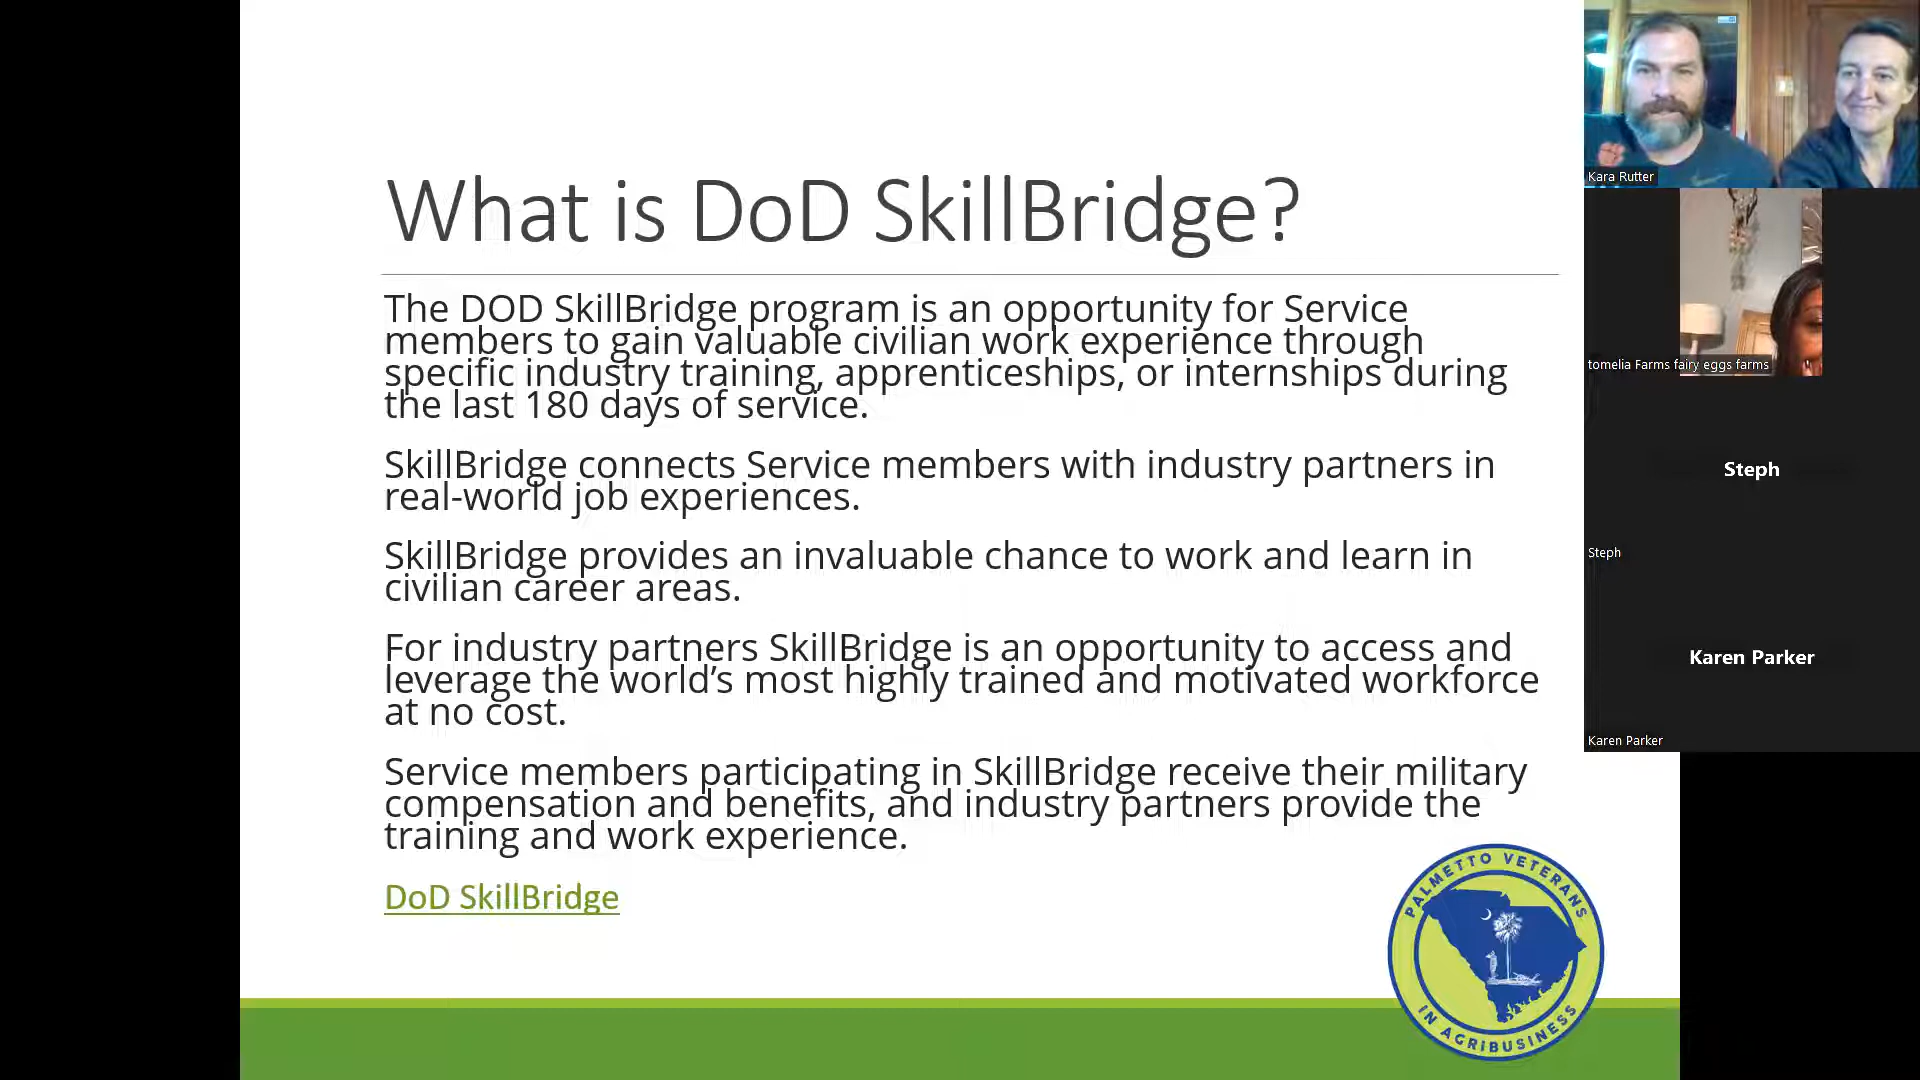 What is DoD SkillBridge?
The DOD SkillBridge program is an opportunity for Service
members to gain valuable civilian work experience through
specific industry training, apprenticeships, or internships during
the last 180 days of service.
SkillBridge connects Service members with industry partners in
real-world job experiences.
SkillBridge provides an invaluable chance to work and learn in
civilian career areas.
For industry partners SkillBridge is an opportunity to access and
leverage the world’s most highly trained and motivated workforce
at no cost.
Service members participating in SkillBridge receive their military
compensation and benefits, and industry partners provide the
training and work experience.
DoD SkillBridge
PALMETTO VETERANS
IN AGRIBUSINESS
Kara Rutter
tomelia Farms fairy eggs farms
Steph
Steph
Karen Parker
Karen Parker